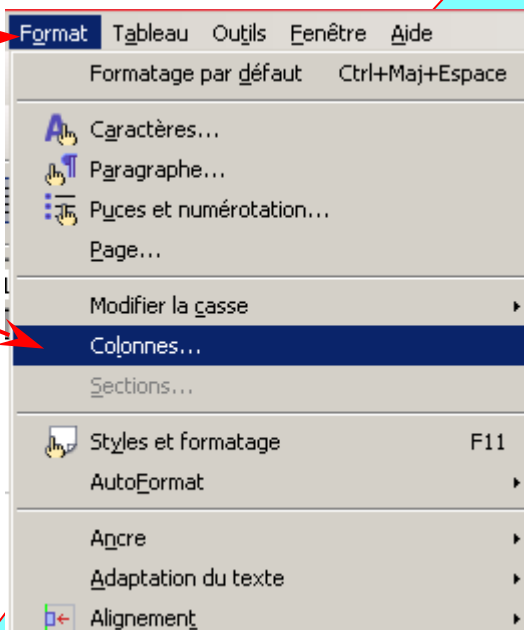 Format Tableau Outils Fenêtre Aide
Formatage par défaut Ctrl+Maj+Espace
Caractères...
Paragraphe...
Puces et numérotation...
Page...
Modifier la casse
Colonnes...
Sections...
Styles et formatage F11
AutoFormat
Ancre
Adaptation du texte
Alignement